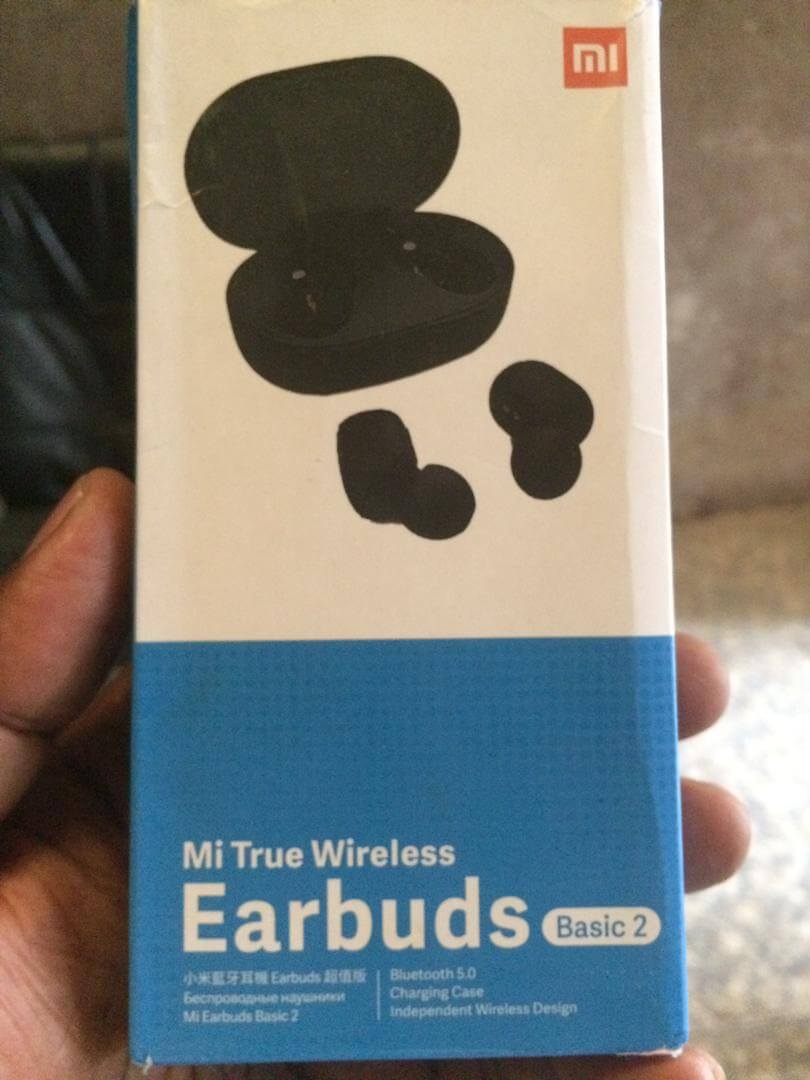 mi
Mi True Wireless
Earbuds Basic 2
小米藍牙耳機 Earbuds 超值版
Беспроводные наушники
Mi Earbuds Basic 2
Bluetooth 5.0
Charging Case
Independent Wireless Design